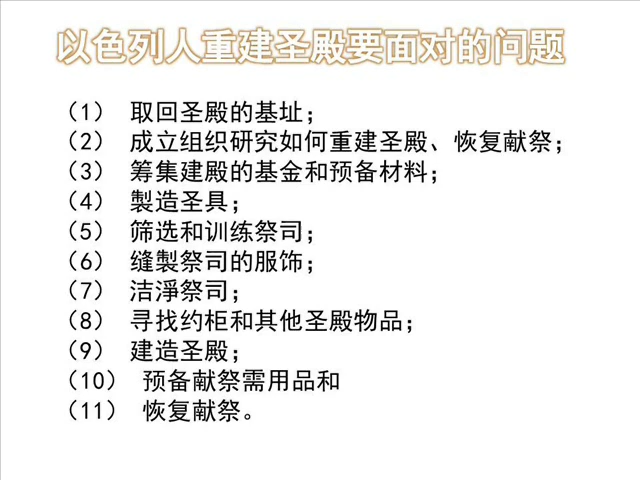 以色列人重建圣殿要面对的问题
（1） 取回圣殿的基址；
（2） 成立组织研究如何重建圣殿、恢复献祭；
（3） 筹集建殿的基金和预备材料；
（4） 製造圣具；
（5） 筛选和训练祭司；
（6） 缝製祭司的服饰；
（7） 洁淨祭司；
（8） 寻找约柜和其他圣殿物品；
（9） 建造圣殿；
（10） 预备献祭需用品和
（11） 恢复献祭。